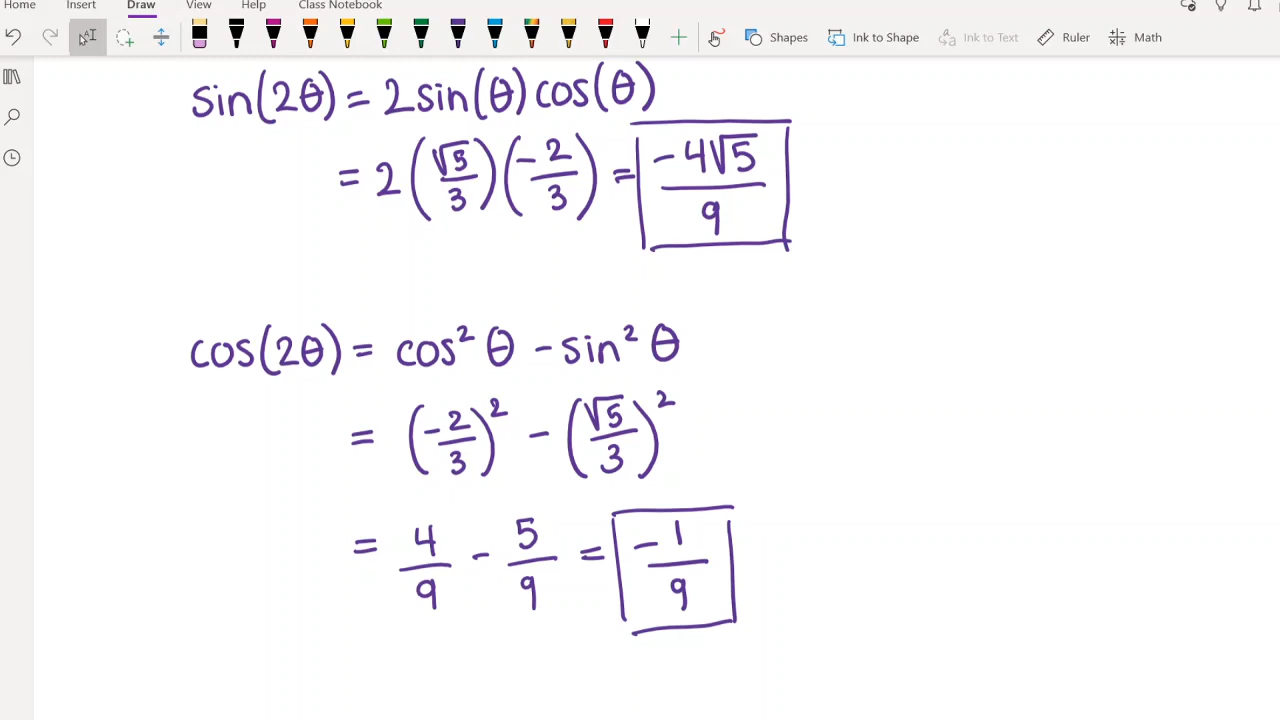 Home Insert Draw View Help Class Notebook
Shapes Ink to Shape Ink to Text Ruler Math
sin(2θ) = 2sin(θ) cos(θ)
= 2 (√5/3)(-2/3) = -4√5/9
cos(2θ) = cos² θ - sin² θ
= (-2/3)² - (√5/3)²
= 4/9 - 5/9 = -1/9